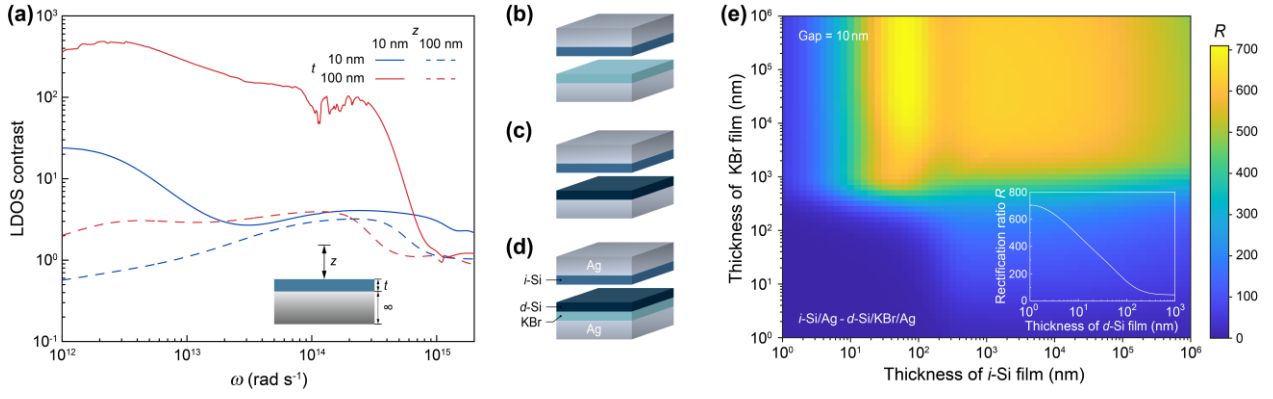 (a)
LDOS contrast
10³
10²
10¹
10⁰
10⁻¹
10¹²
10¹³
10¹⁴
10¹⁵
ω (rad s⁻¹)
z
10 nm 100 nm
t
10 nm
100 nm
z
t
∞
(b)
(c)
(d)
Ag
i-Si
d-Si
KBr
Ag
(e)
Thickness of KBr film (nm)
10⁶
10⁵
10⁴
10³
10²
10¹
10⁰
Gap = 10 nm
i-Si/Ag - d-Si/KBr/Ag
Rectification ratio R
800
600
400
200
0
10⁰ 10¹ 10² 10³
Thickness of d-Si film (nm)
10⁰ 10¹ 10² 10³ 10⁴ 10⁵ 10⁶
Thickness of i-Si film (nm)
R
700
600
500
400
300
200
100
0